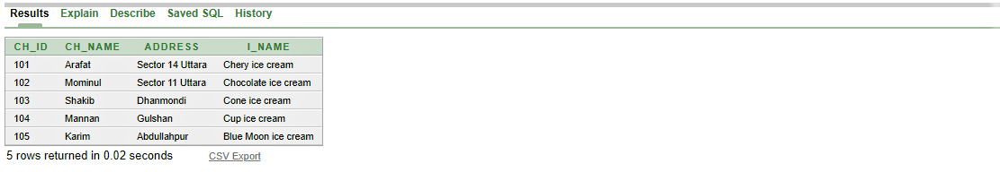 Results Explain Describe Saved SQL History
CH_ID CH_NAME ADDRESS I_NAME
101 Arafat Sector 14 Uttara Chery ice cream
102 Mominul Sector 11 Uttara Chocolate ice cream
103 Shakib Dhanmondi Cone ice cream
104 Mannan Gulshan Cup ice cream
105 Karim Abdullahpur Blue Moon ice cream
5 rows returned in 0.02 seconds CSV Export